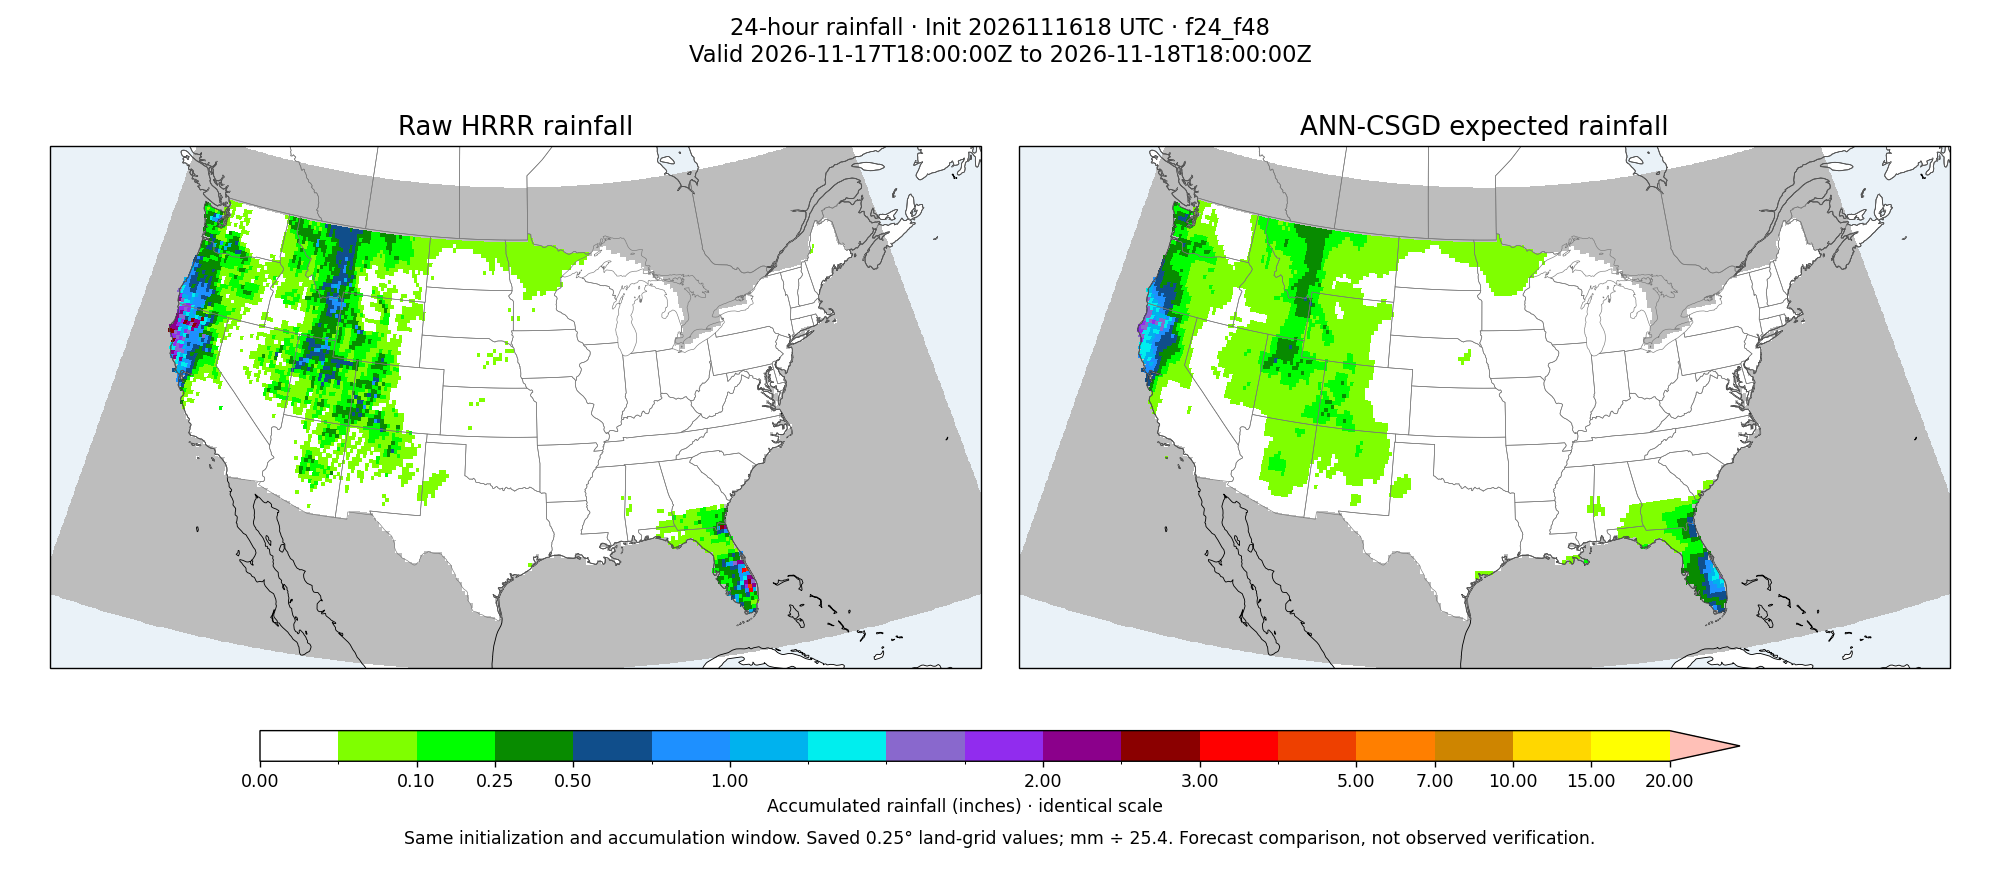 24-hour rainfall · Init 2026111618 UTC · f24_f48
Valid 2026-11-17T18:00:00Z to 2026-11-18T18:00:00Z
Raw HRRR rainfall
ANN-CSGD expected rainfall
0.00 0.10 0.25 0.50 1.00 2.00 3.00 5.00 7.00 10.00 15.00 20.00
Accumulated rainfall (inches) · identical scale
Same initialization and accumulation window. Saved 0.25° land-grid values; mm ÷ 25.4. Forecast comparison, not observed verification.